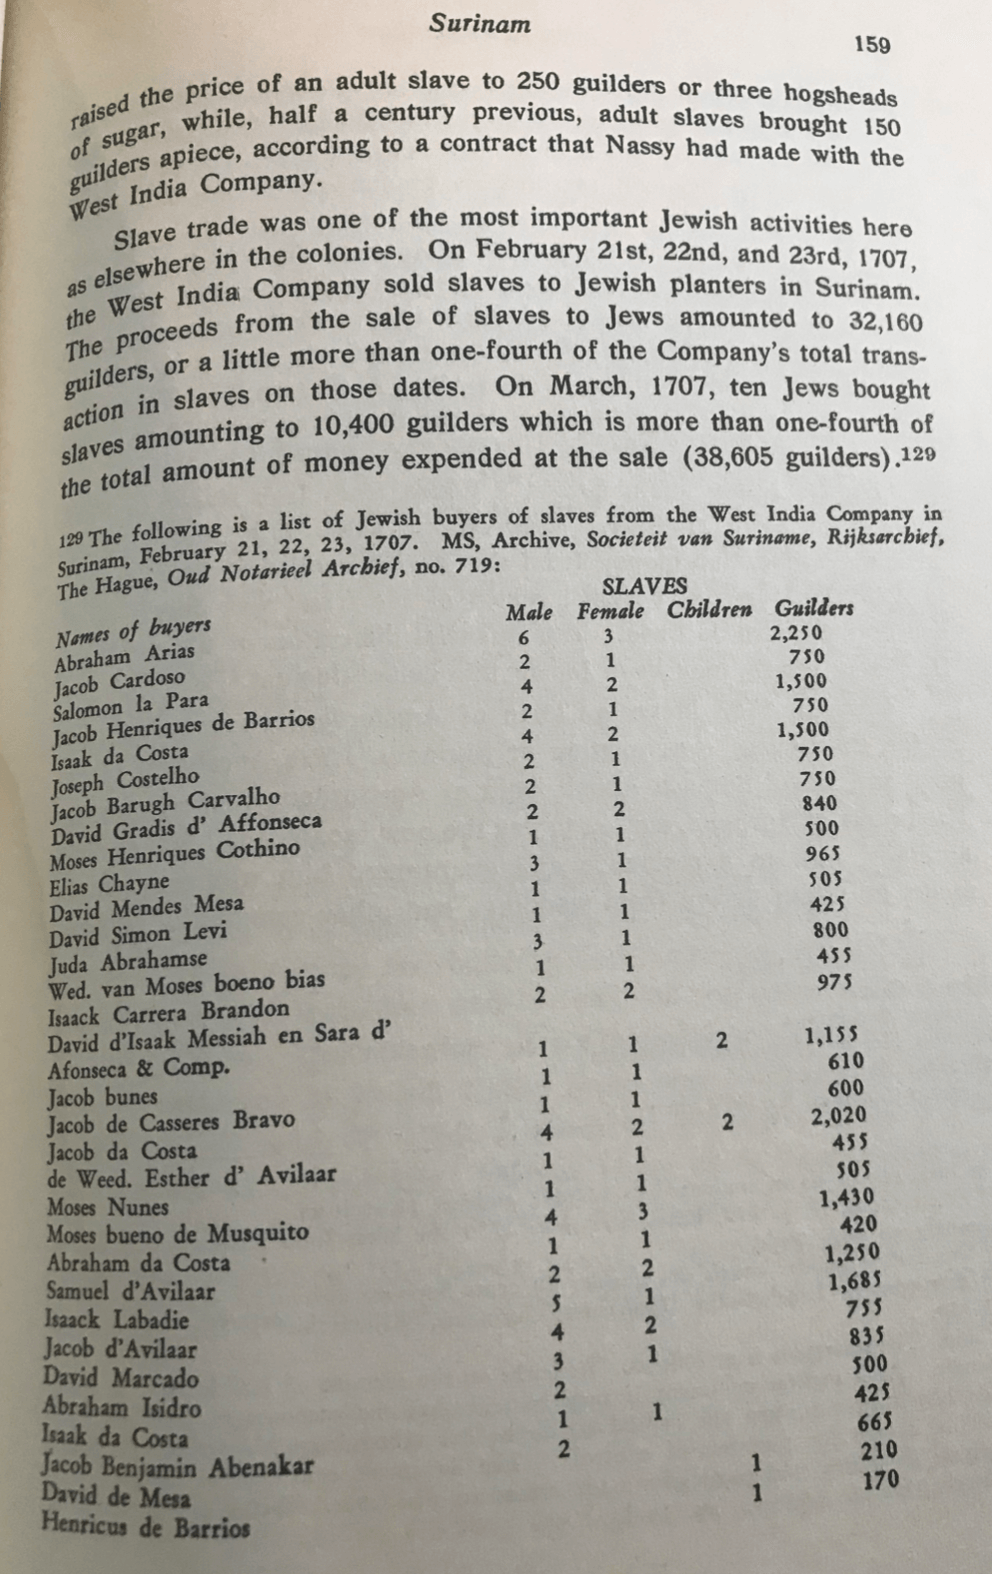 Surinam
159
raised the price of an adult slave to 250 guilders or three hogsheads
of sugar, while, half a century previous, adult slaves brought 150
guilders apiece, according to a contract that Nassy had made with the
West India Company.
Slave trade was one of the most important Jewish activities here
as elsewhere in the colonies. On February 21st, 22nd, and 23rd, 1707,
the West India Company sold slaves to Jewish planters in Surinam.
The proceeds from the sale of slaves to Jews amounted to 32,160
guilders, or a little more than one-fourth of the Company's total trans-
action in slaves on those dates. On March, 1707, ten Jews bought
slaves amounting to 10,400 guilders which is more than one-fourth of
the total amount of money expended at the sale (38,605 guilders).129
129 The following is a list of Jewish buyers of slaves from the West India Company in
Surinam, February 21, 22, 23, 1707. MS, Archive, Societeit van Suriname, Rijksarchief,
The Hague, Oud Notarieel Archief, no. 719:
SLAVES
Names of buyers Male Female Children Guilders
Abraham Arias 6 3 2,250
Jacob Cardoso 2 1 750
Salomon la Para 4 2 1,500
Jacob Henriques de Barrios 2 1 750
Isaak da Costa 4 2 1,500
Joseph Costelho 2 1 750
Jacob Barugh Carvalho 2 1 750
David Gradis d' Affonseca 2 2 840
Moses Henriques Cothino 1 1 500
Elias Chayne 3 1 965
David Mendes Mesa 1 1 505
David Simon Levi 1 1 425
Juda Abrahamse 3 1 800
Wed. van Moses boeno bias 1 1 455
Isaack Carrera Brandon 2 2 975
David d'Isaak Messiah en Sara d'
Afonseca & Comp. 1 1 2 1,155
Jacob bunes 1 1 610
Jacob de Casseres Bravo 1 1 600
Jacob da Costa 4 2 2 2,020
de Weed. Esther d' Avilaar 1 1 455
Moses Nunes 1 1 505
Moses bueno de Musquito 4 3 1,430
Abraham da Costa 1 1 420
Samuel d'Avilaar 2 2 1,250
Isaack Labadie 5 1 1,685
Jacob d'Avilaar 4 2 755
David Marcado 3 1 835
Abraham Isidro 2 500
Isaak da Costa 1 1 425
Jacob Benjamin Abenakar 2 665
David de Mesa 1 210
Henricus de Barrios 1 170